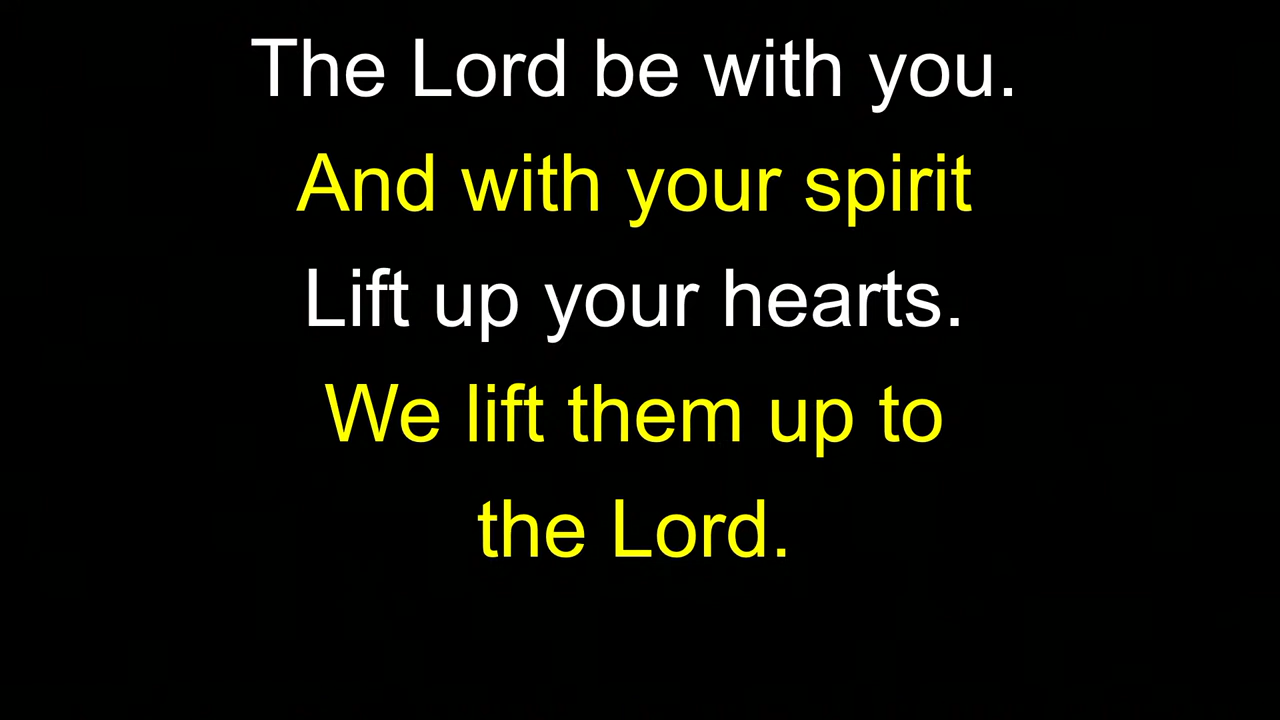 The Lord be with you.
And with your spirit
Lift up your hearts.
We lift them up to
the Lord.